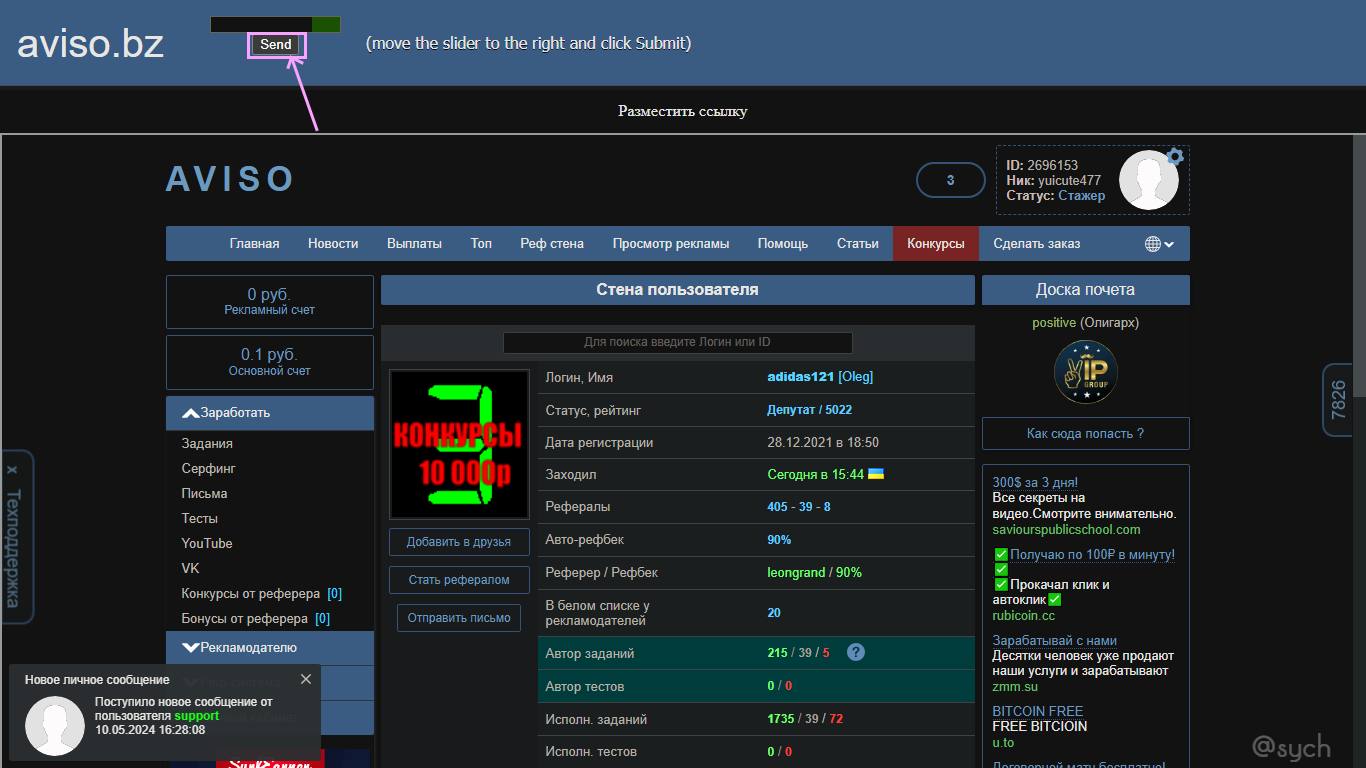 aviso.bz
Send
(move the slider to the right and click Submit)
Разместить ссылку
AVISO
3
ID: 2696153
Ник: yuicute477
Статус: Стажер
Главная Новости Выплаты Топ Реф стена Просмотр рекламы Помощь Статьи Конкурсы Сделать заказ
0 руб.
Рекламный счет
0.1 руб.
Основной счет
Заработать
Задания
Серфинг
Письма
Тесты
YouTube
VK
Конкурсы от реферера [0]
Бонусы от реферера [0]
Рекламодателю
x Техподдержка
Новое личное сообщение
Поступило новое сообщение от
пользователя support
10.05.2024 16:28:08
Стена пользователя
Для поиска введите Логин или ID
3
КОНКУРСЫ
10 000р
Добавить в друзья
Стать рефералом
Отправить письмо
Логин, Имя adidas121 [Oleg]
Статус, рейтинг Депутат / 5022
Дата регистрации 28.12.2021 в 18:50
Заходил Сегодня в 15:44
Рефералы 405 - 39 - 8
Авто-рефбек 90%
Реферер / Рефбек leongrand / 90%
В белом списке у
рекламодателей 20
Автор заданий 215 / 39 / 5 ?
Автор тестов 0 / 0
Исполн. заданий 1735 / 39 / 72
Исполн. тестов 0 / 0
Доска почета
positive (Олигарх)
VIP
GROUP
Как сюда попасть ?
300$ за 3 дня!
Все секреты на
видео.Смотрите внимательно.
saviourspublicschool.com
✅Получаю по 100₽ в минуту!
✅
✅Прокачал клик и
автоклик✅
rubicoin.cc
Зарабатывай с нами
Десятки человек уже продают
наши услуги и зарабатывают
zmm.su
BITCOIN FREE
FREE BITCIOIN
u.to
Договорной матч бесплатно!
7826
@sych